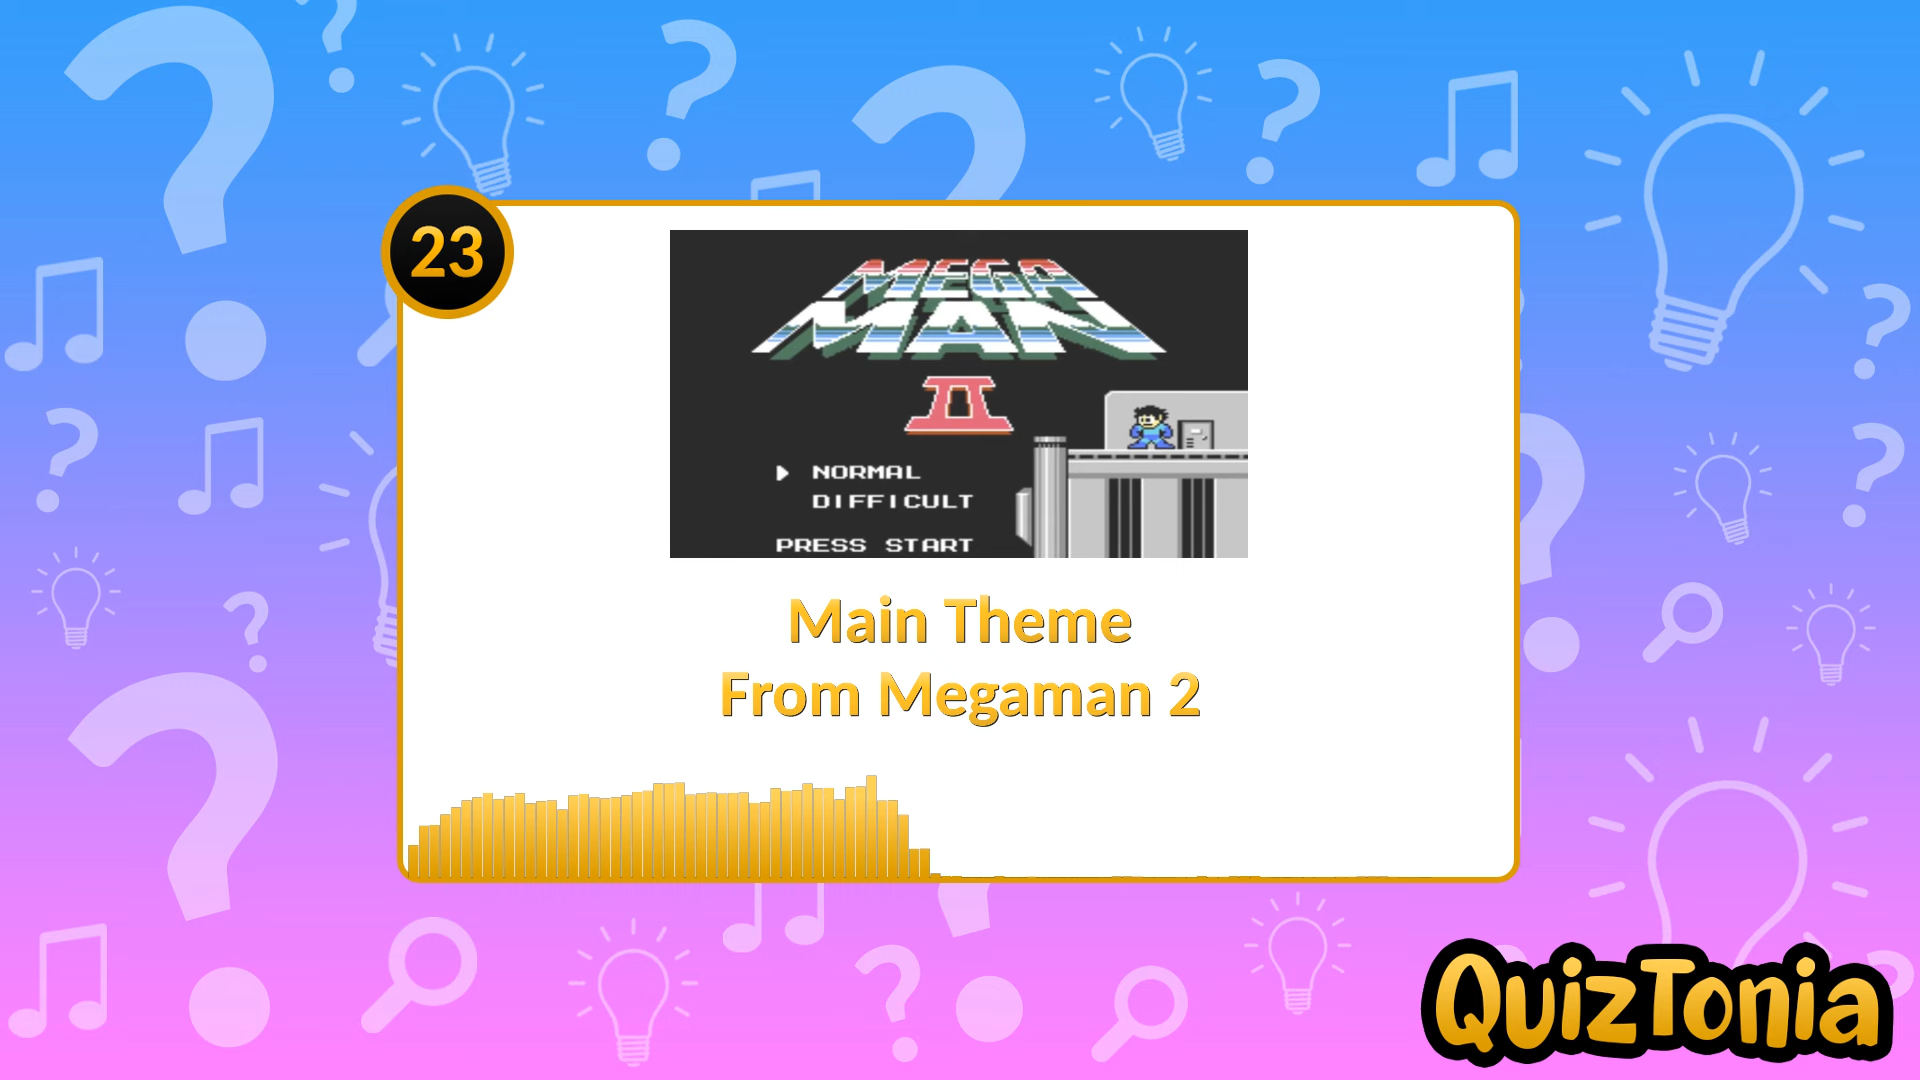 23
MEGA
MAN
II
NORMAL
DIFFICULT
PRESS START
Main Theme
From Megaman 2
QuizTonia